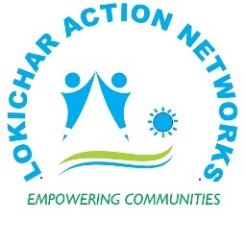 LOKICHAR ACTION NETWORKS
EMPOWERING COMMUNITIES